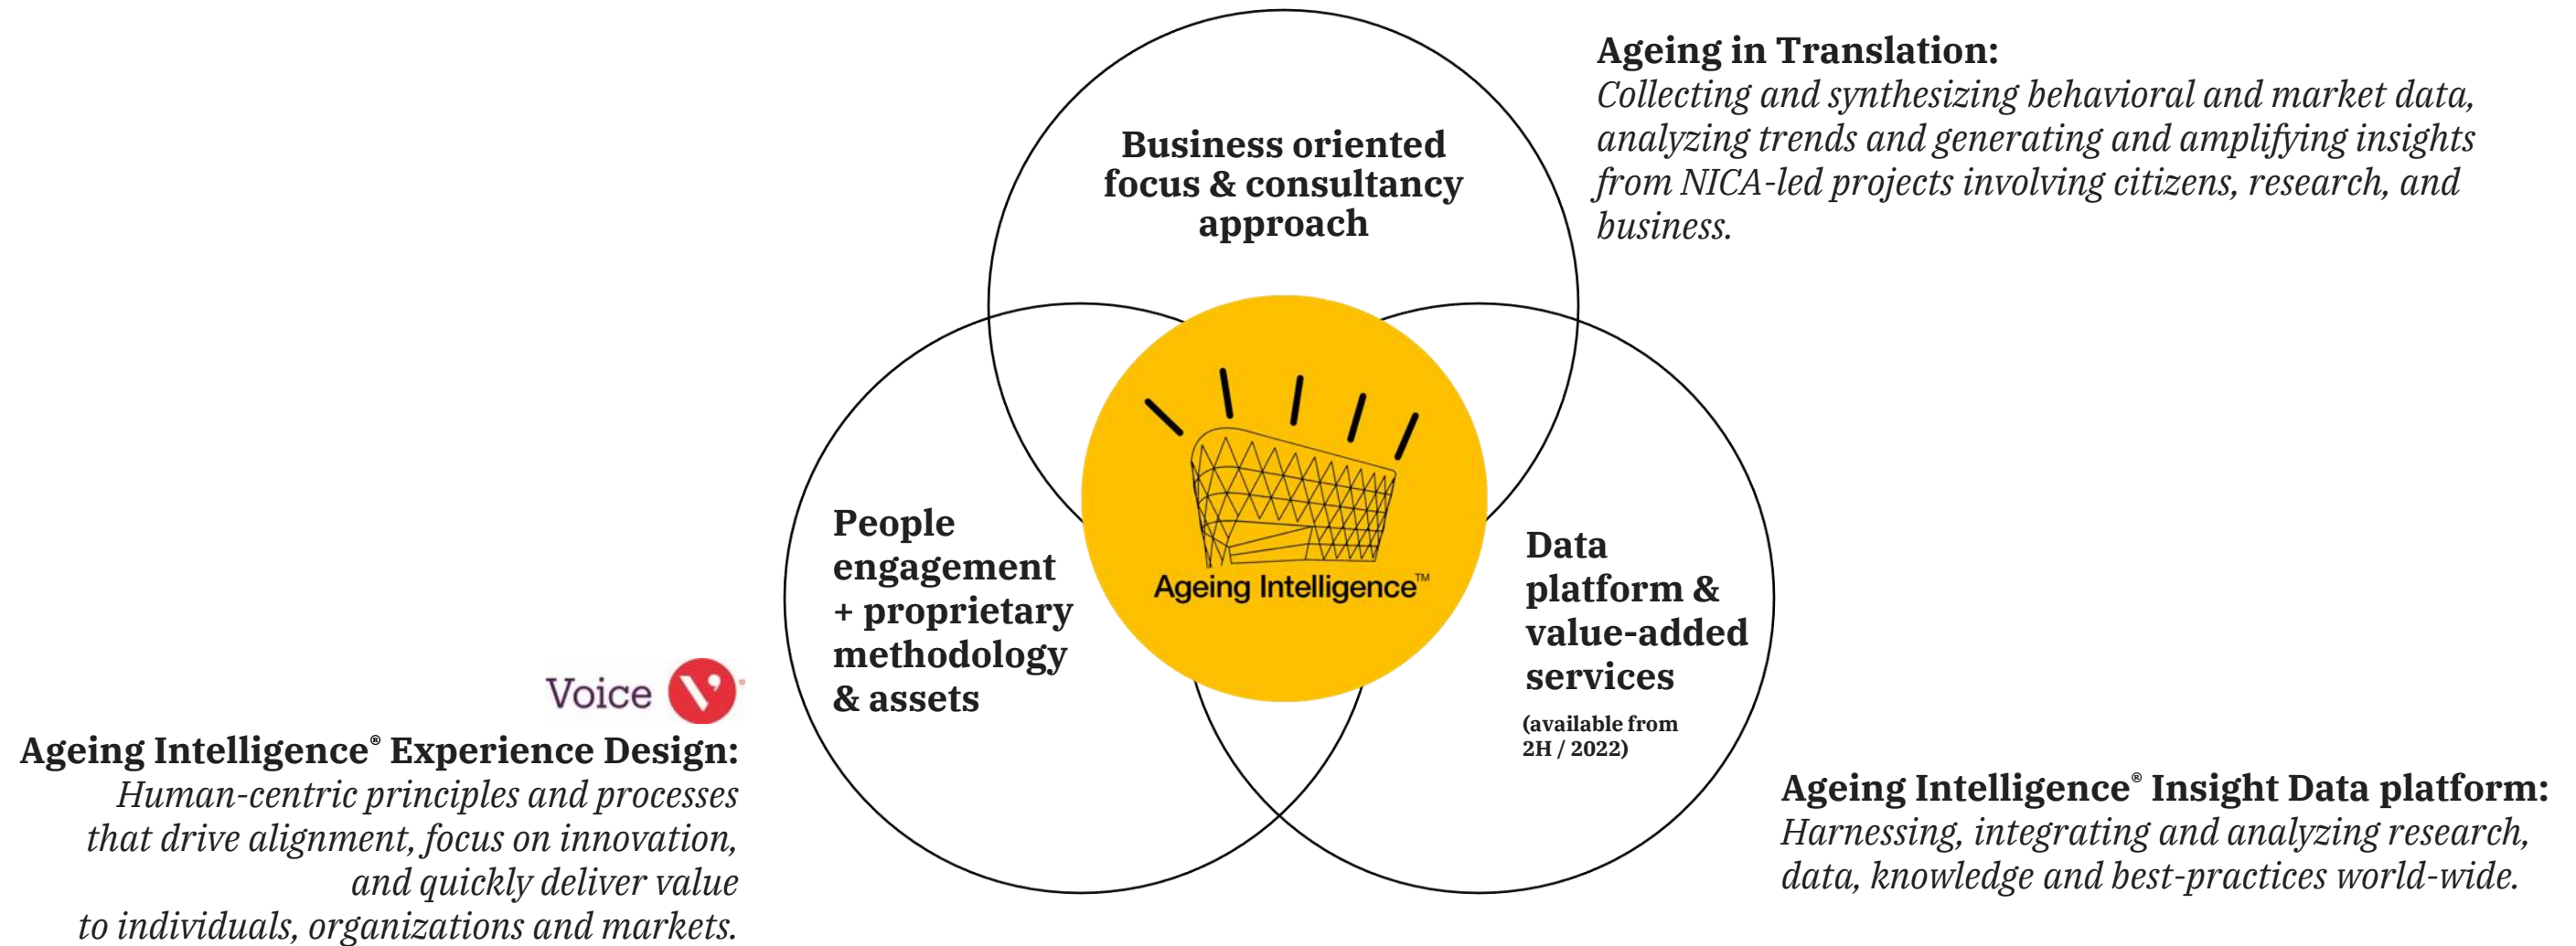 Business oriented
focus & consultancy
approach
Ageing in Translation:
Collecting and synthesizing behavioral and market data,
analyzing trends and generating and amplifying insights
from NICA-led projects involving citizens, research, and
business.
People
engagement
+ proprietary
methodology
& assets
Ageing Intelligence™
Data
platform &
value-added
services
(available from
2H / 2022)
Voice V®
Ageing Intelligence® Experience Design:
Human-centric principles and processes
that drive alignment, focus on innovation,
and quickly deliver value
to individuals, organizations and markets.
Ageing Intelligence® Insight Data platform:
Harnessing, integrating and analyzing research,
data, knowledge and best-practices world-wide.